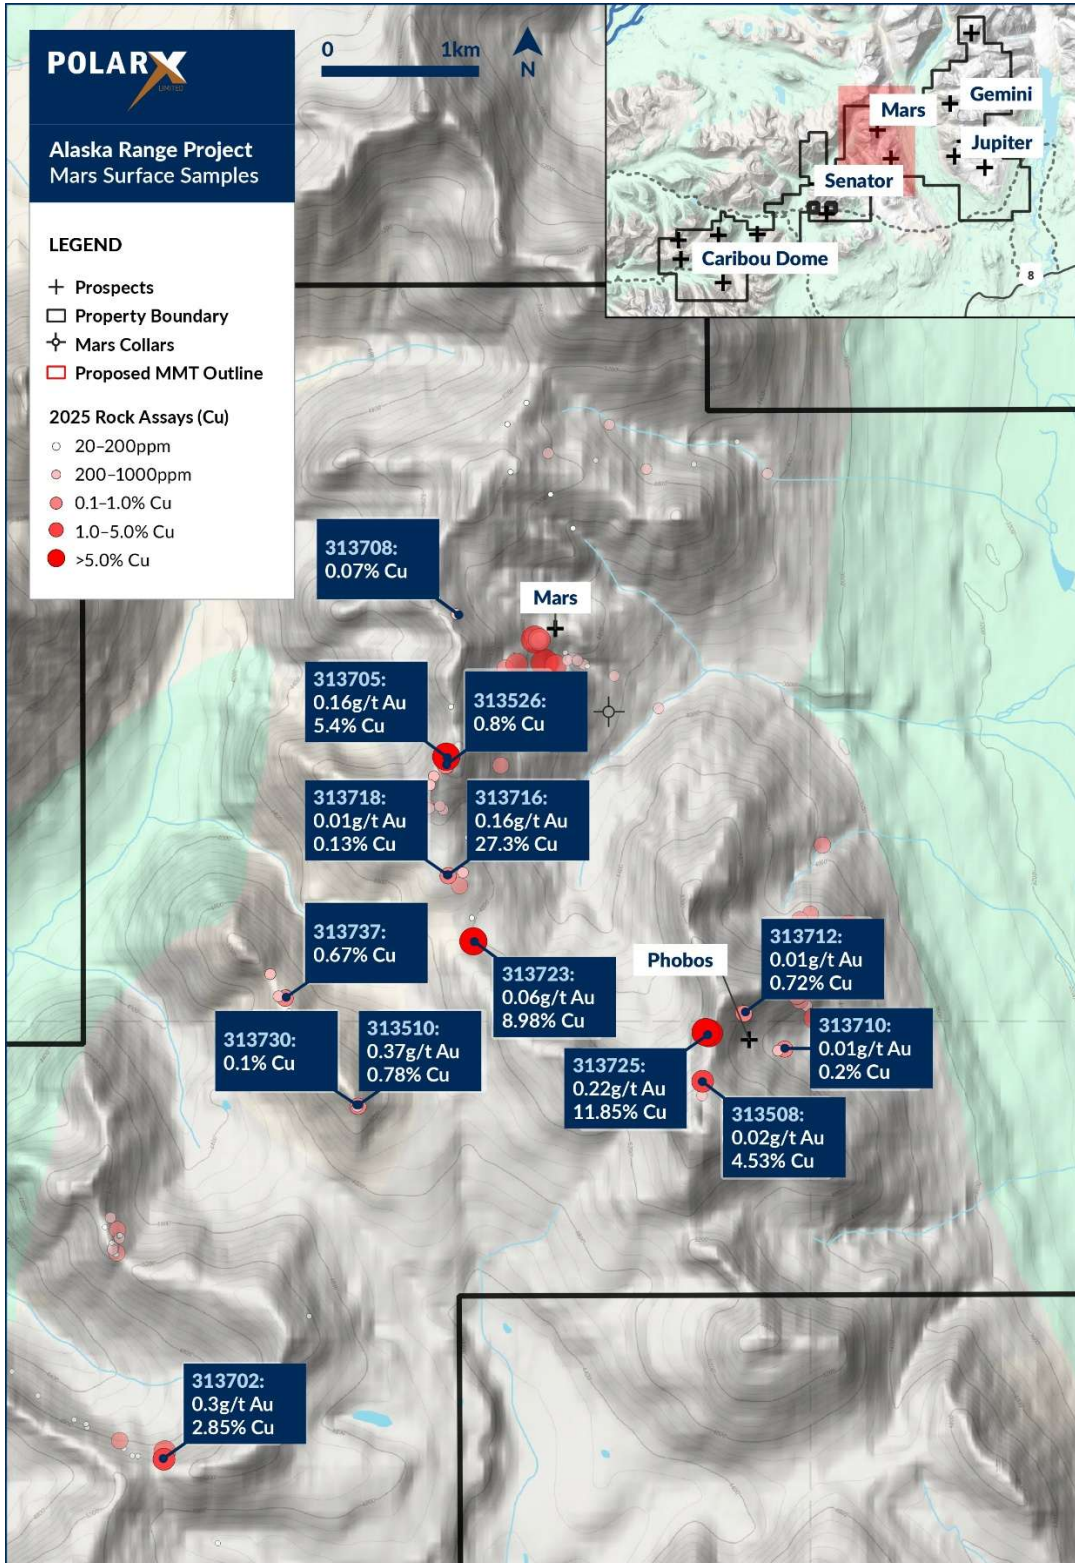 POLARX
LIMITED
Alaska Range Project
Mars Surface Samples
LEGEND
Prospects
Property Boundary
Mars Collars
Proposed MMT Outline
2025 Rock Assays (Cu)
20–200ppm
200–1000ppm
0.1–1.0% Cu
1.0–5.0% Cu
>5.0% Cu
0 1km
N
Gemini
Mars
Jupiter
Senator
Caribou Dome
8
313708:
0.07% Cu
Mars
313705:
0.16g/t Au
5.4% Cu
313526:
0.8% Cu
313718:
0.01g/t Au
0.13% Cu
313716:
0.16g/t Au
27.3% Cu
313737:
0.67% Cu
313723:
0.06g/t Au
8.98% Cu
Phobos
313712:
0.01g/t Au
0.72% Cu
313730:
0.1% Cu
313510:
0.37g/t Au
0.78% Cu
313710:
0.01g/t Au
0.2% Cu
313725:
0.22g/t Au
11.85% Cu
313508:
0.02g/t Au
4.53% Cu
313702:
0.3g/t Au
2.85% Cu